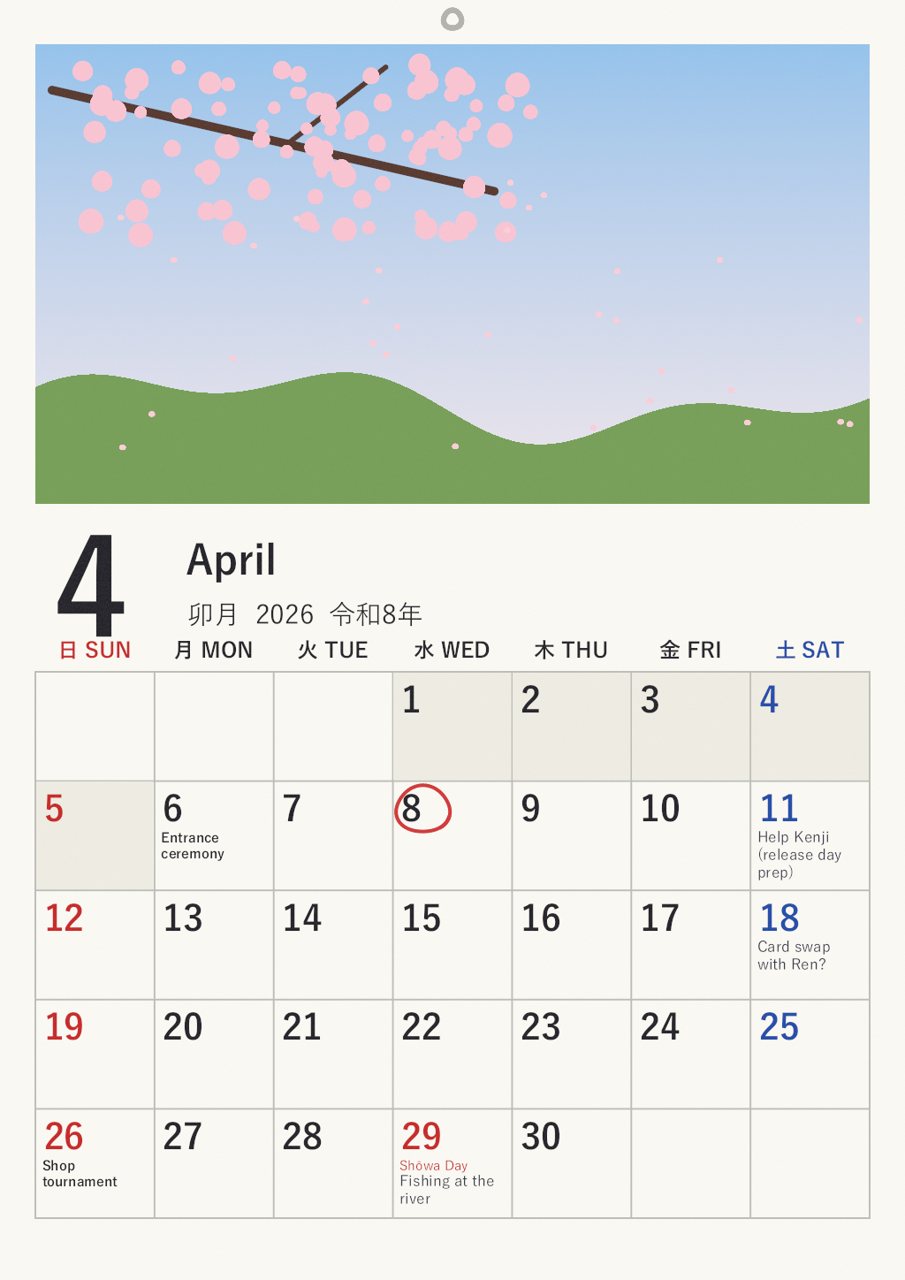 4
April
卯月 2026 令和8年
日 SUN 月 MON 火 TUE 水 WED 木 THU 金 FRI 土 SAT
1 2 3 4
5 6 7 8 9 10 11
Entrance
ceremony
Help Kenji
(release day
prep)
12 13 14 15 16 17 18
Card swap
with Ren?
19 20 21 22 23 24 25
26 27 28 29 30
Shop
tournament
Shōwa Day
Fishing at the
river